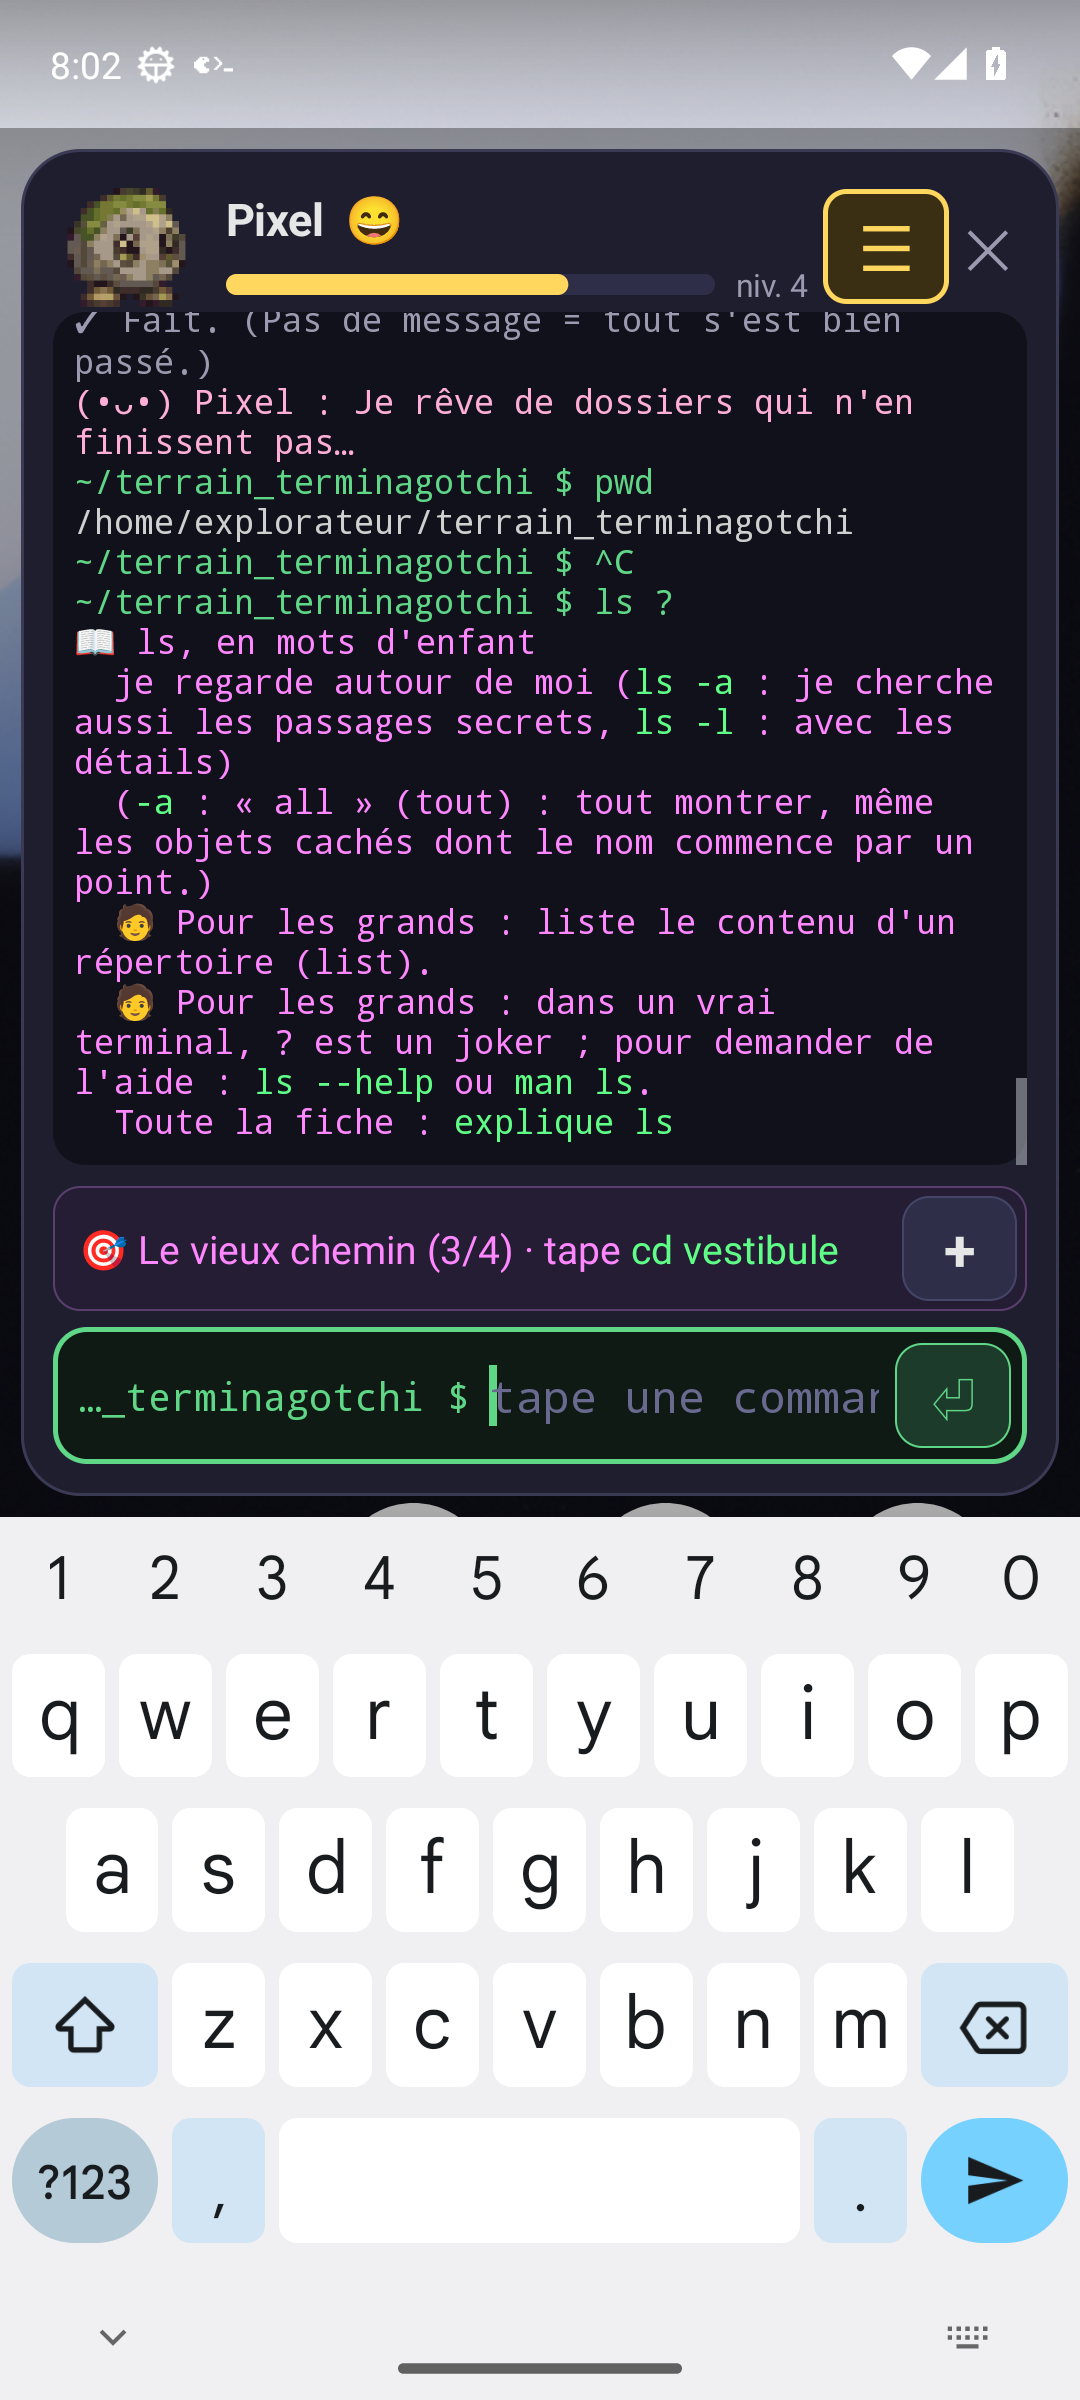 8:02
Pixel 😄
niv. 4
✓ Fait. (Pas de message = tout s'est bien
passé.)
(•ᴗ•) Pixel : Je rêve de dossiers qui n'en
finissent pas…
~/terrain_terminagotchi $ pwd
/home/explorateur/terrain_terminagotchi
~/terrain_terminagotchi $ ^C
~/terrain_terminagotchi $ ls ?
📖 ls, en mots d'enfant
je regarde autour de moi (ls -a : je cherche
aussi les passages secrets, ls -l : avec les
détails)
(-a : « all » (tout) : tout montrer, même
les objets cachés dont le nom commence par un
point.)
🧑 Pour les grands : liste le contenu d'un
répertoire (list).
🧑 Pour les grands : dans un vrai
terminal, ? est un joker ; pour demander de
l'aide : ls --help ou man ls.
Toute la fiche : explique ls
🎯 Le vieux chemin (3/4) · tape cd vestibule
+
…_terminagotchi $ tape une comman
1 2 3 4 5 6 7 8 9 0
q w e r t y u i o p
a s d f g h j k l
z x c v b n m
?123 , .